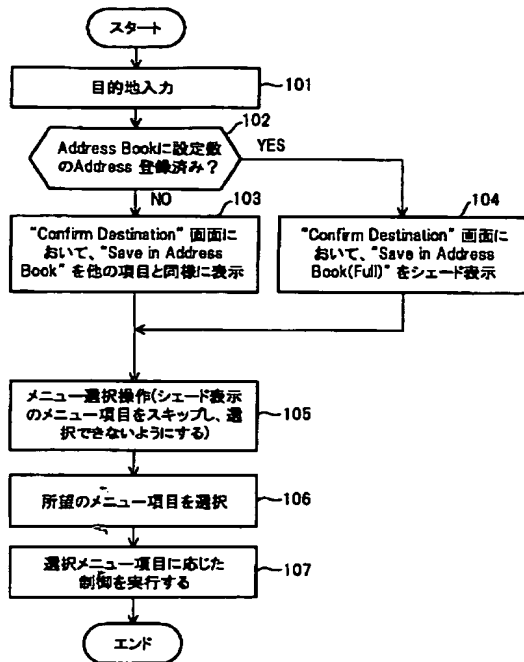 スタート
目的地入力
101
102
Address Bookに設定数
のAddress 登録済み？
YES
NO
103
104
"Confirm Destination" 画面に
おいて、"Save in Address
Book" を他の項目と同様に表示
"Confirm Destination" 画面に
おいて、"Save in Address
Book(Full)" をシェード表示
メニュー選択操作(シェード表示
のメニュー項目をスキップし、選
択できないようにする)
105
所望のメニュー項目を選択
106
選択メニュー項目に応じた
制御を実行する
107
エンド